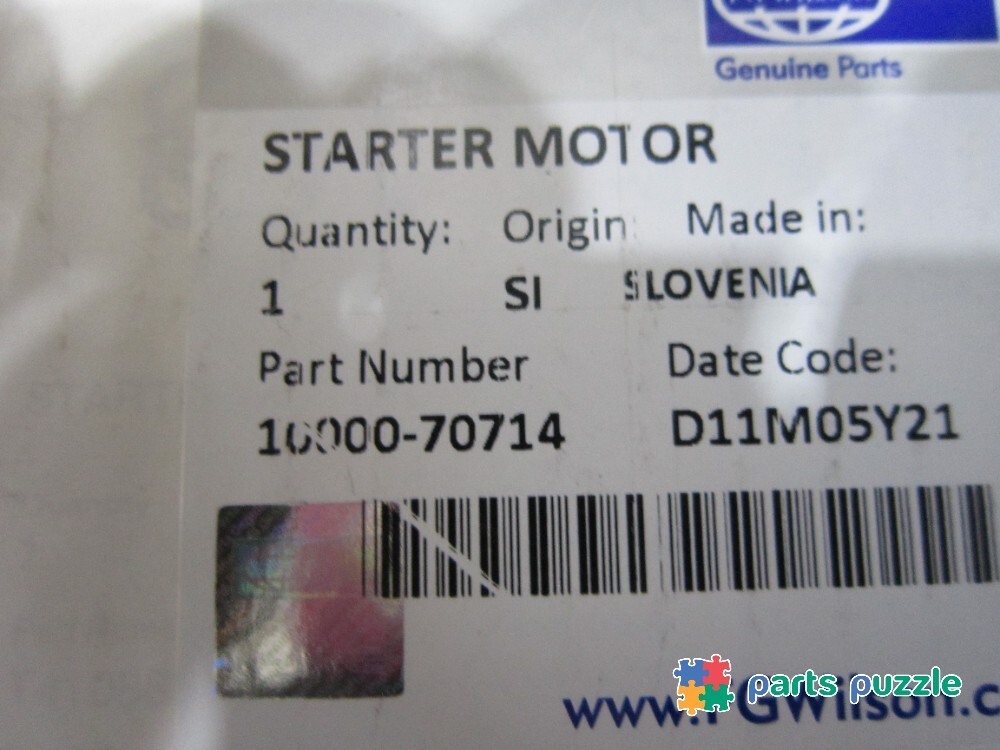 Genuine Parts
STARTER MOTOR
Quantity: Origin: Made in:
1 SI SLOVENIA
Part Number Date Code:
10000-70714 D11M05Y21
parts puzzle